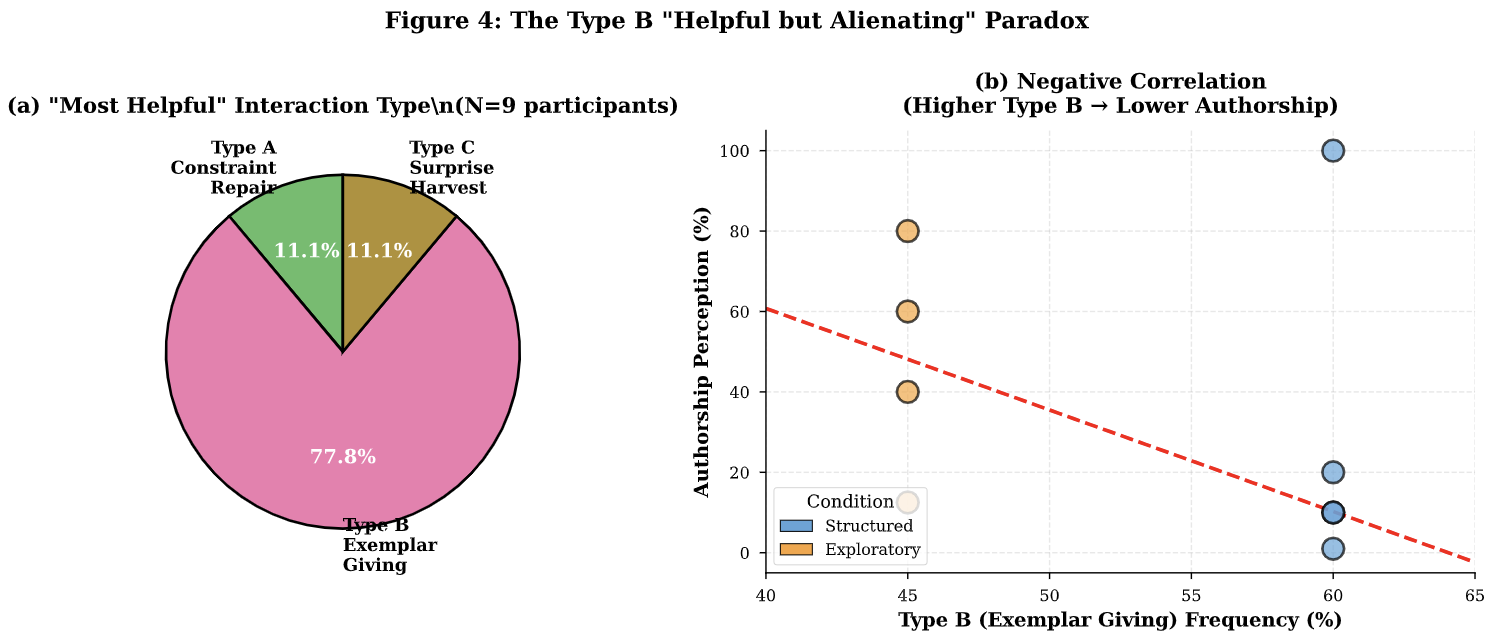 Figure 4: The Type B "Helpful but Alienating" Paradox
(a) "Most Helpful" Interaction Type\n(N=9 participants)
Type A
Constraint
Repair
Type C
Surprise
Harvest
11.1%
11.1%
77.8%
Type B
Exemplar
Giving
(b) Negative Correlation
(Higher Type B → Lower Authorship)
Authorship Perception (%)
100
80
60
40
20
0
Condition
Structured
Exploratory
40
45
50
55
60
65
Type B (Exemplar Giving) Frequency (%)